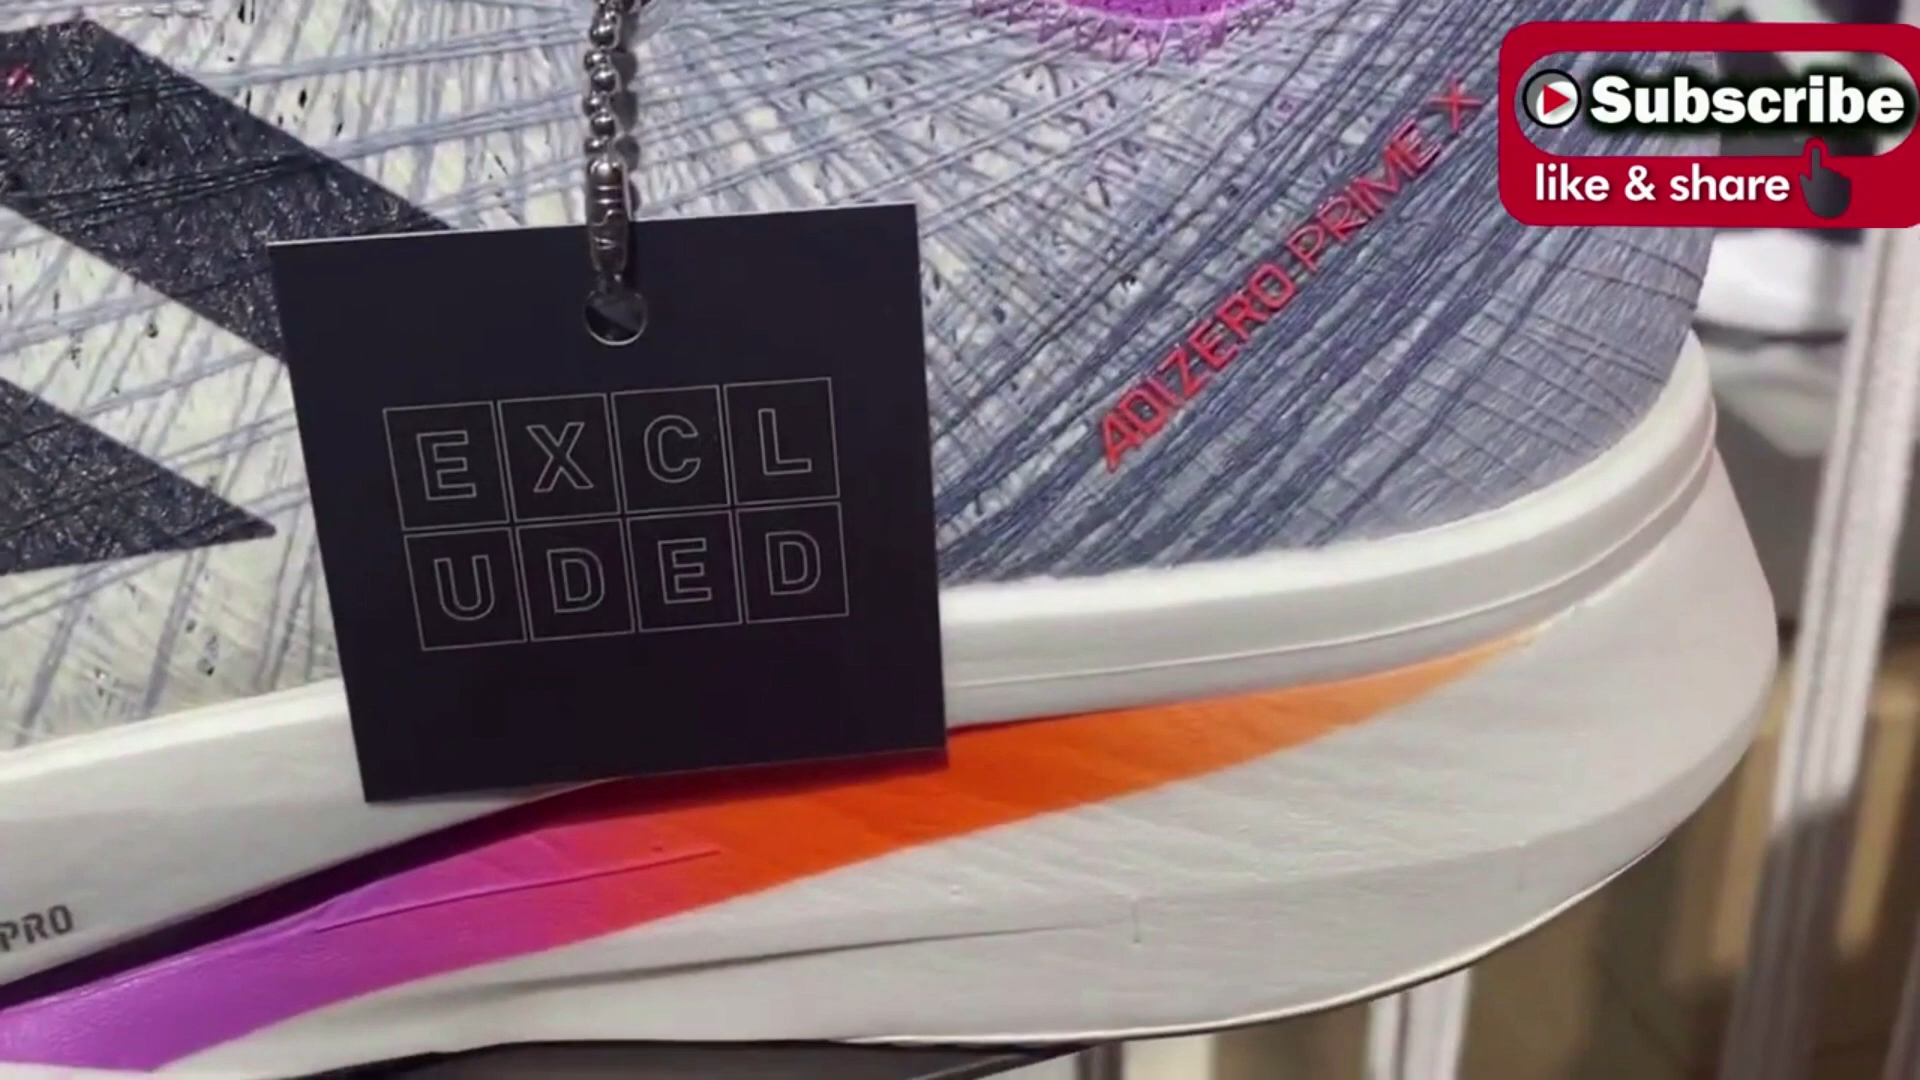 Subscribe
like & share
ADIZERO PRIME X
EXCL
UDED
PRO